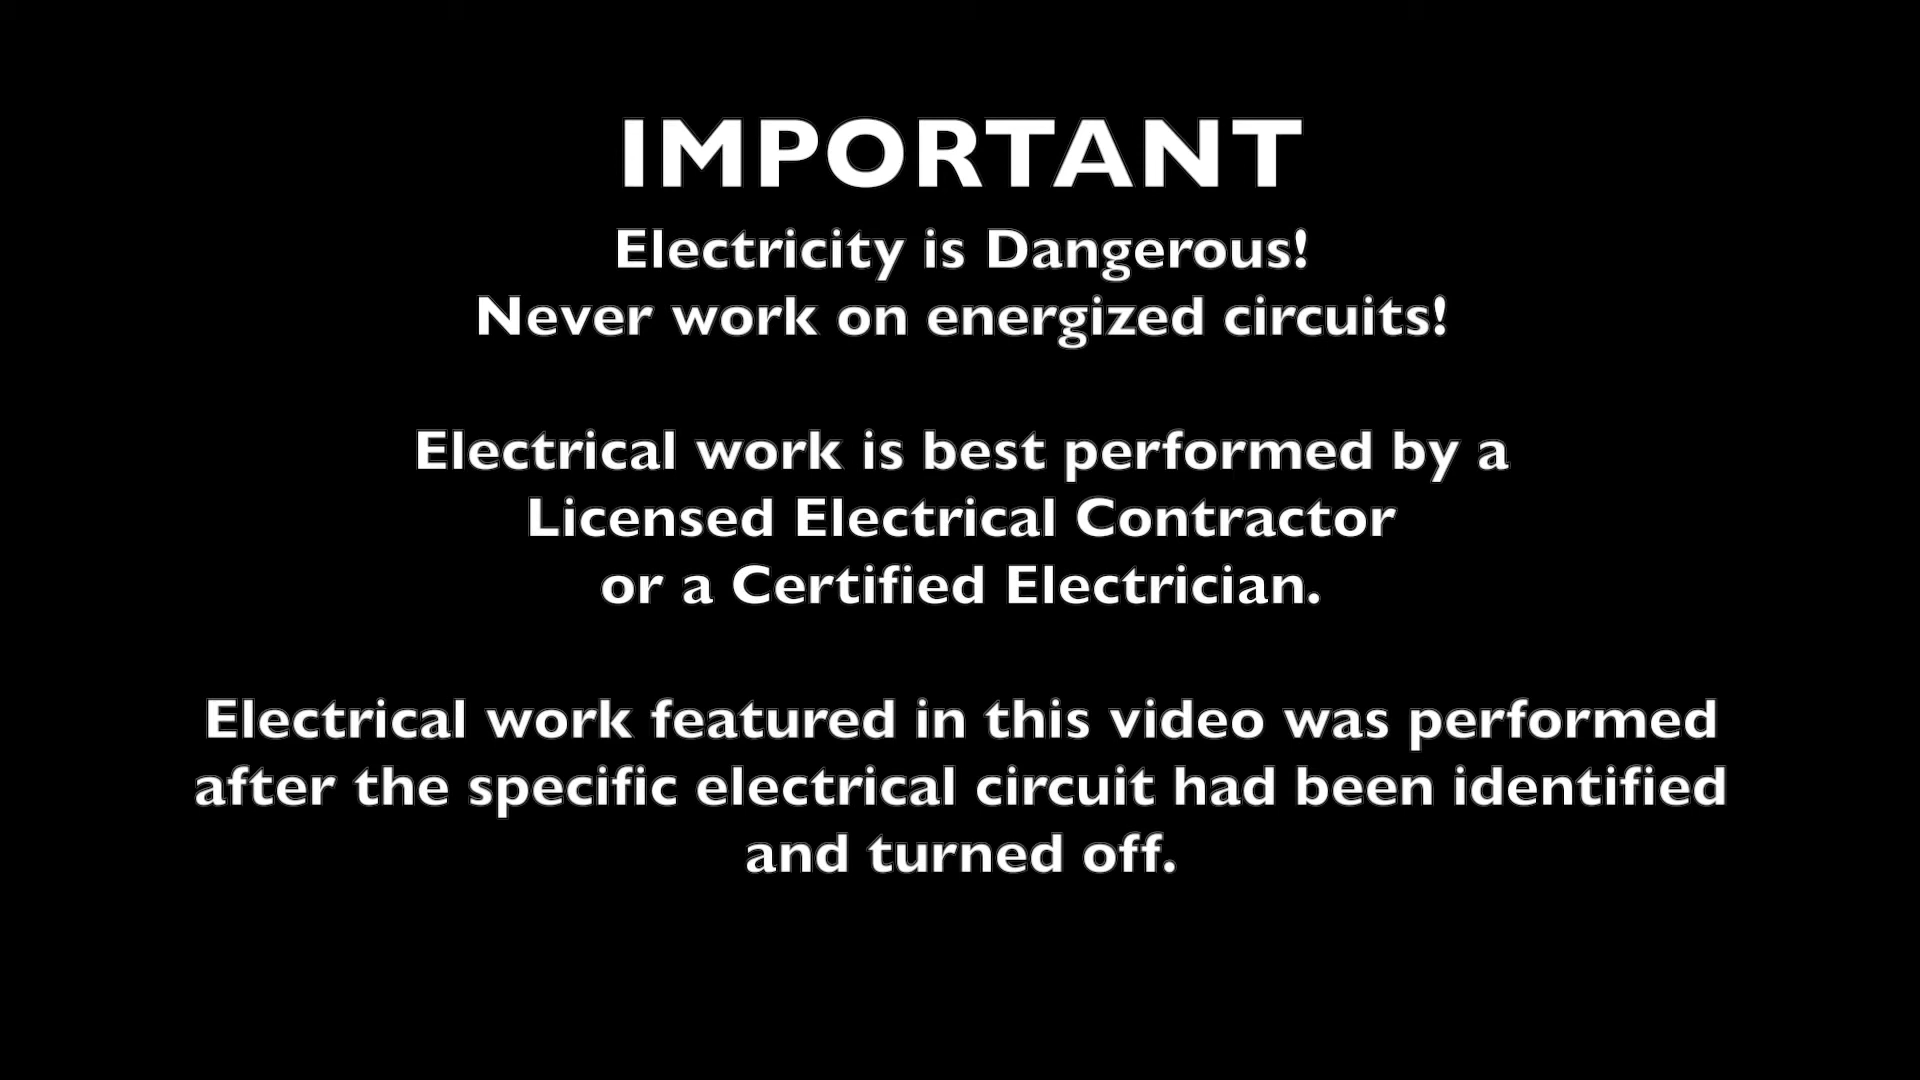 IMPORTANT
Electricity is Dangerous!
Never work on energized circuits!
Electrical work is best performed by a
Licensed Electrical Contractor
or a Certified Electrician.
Electrical work featured in this video was performed
after the specific electrical circuit had been identified
and turned off.